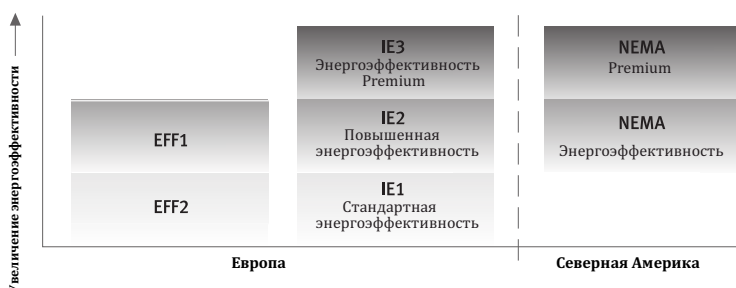 Увеличение энергоэффективности
EFF1
EFF2
IE3
Энергоэффективность
Premium
IE2
Повышенная
энергоэффективность
IE1
Стандартная
энергоэффективность
NEMA
Premium
NEMA
Энергоэффективность
Европа
Северная Америка